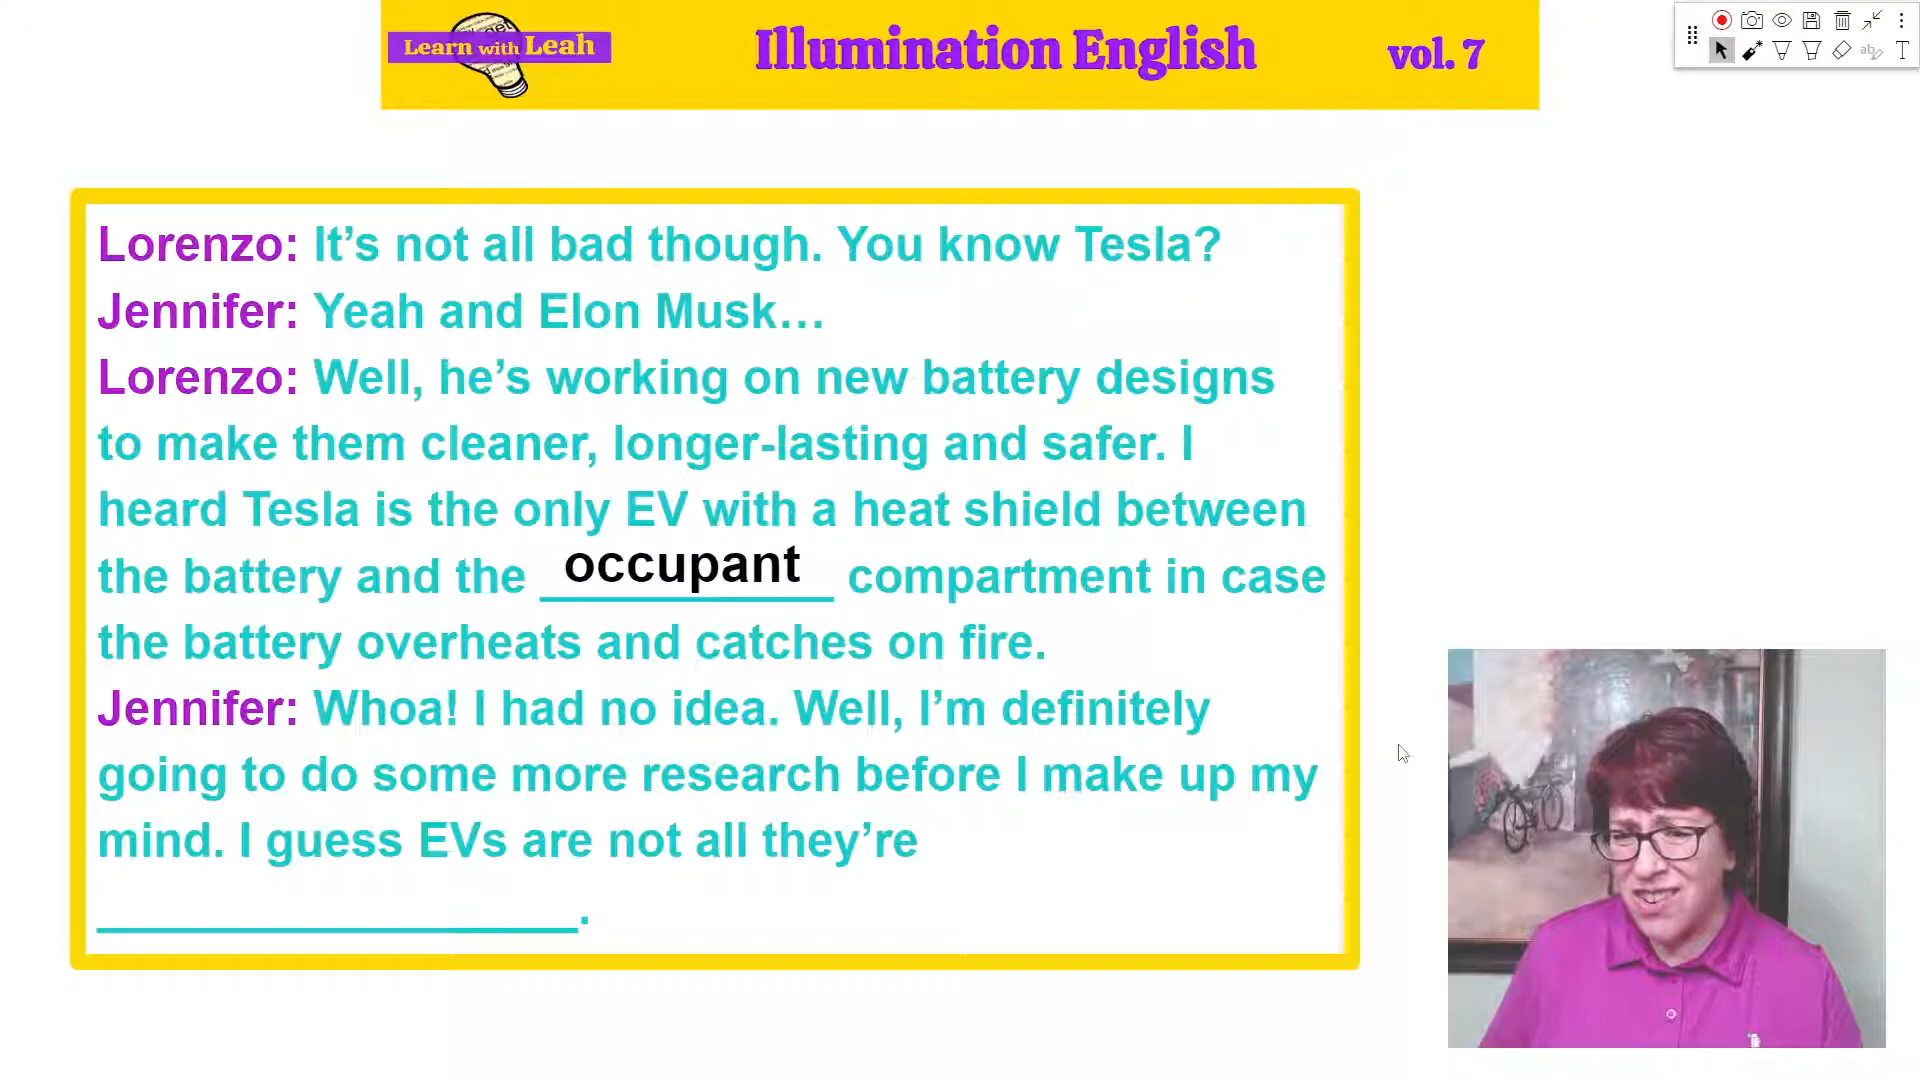 Learn with Leah
Illumination English
vol. 7
Lorenzo: It’s not all bad though. You know Tesla?
Jennifer: Yeah and Elon Musk…
Lorenzo: Well, he’s working on new battery designs
to make them cleaner, longer-lasting and safer. I
heard Tesla is the only EV with a heat shield between
the battery and the occupant compartment in case
the battery overheats and catches on fire.
Jennifer: Whoa! I had no idea. Well, I’m definitely
going to do some more research before I make up my
mind. I guess EVs are not all they’re
__________________.